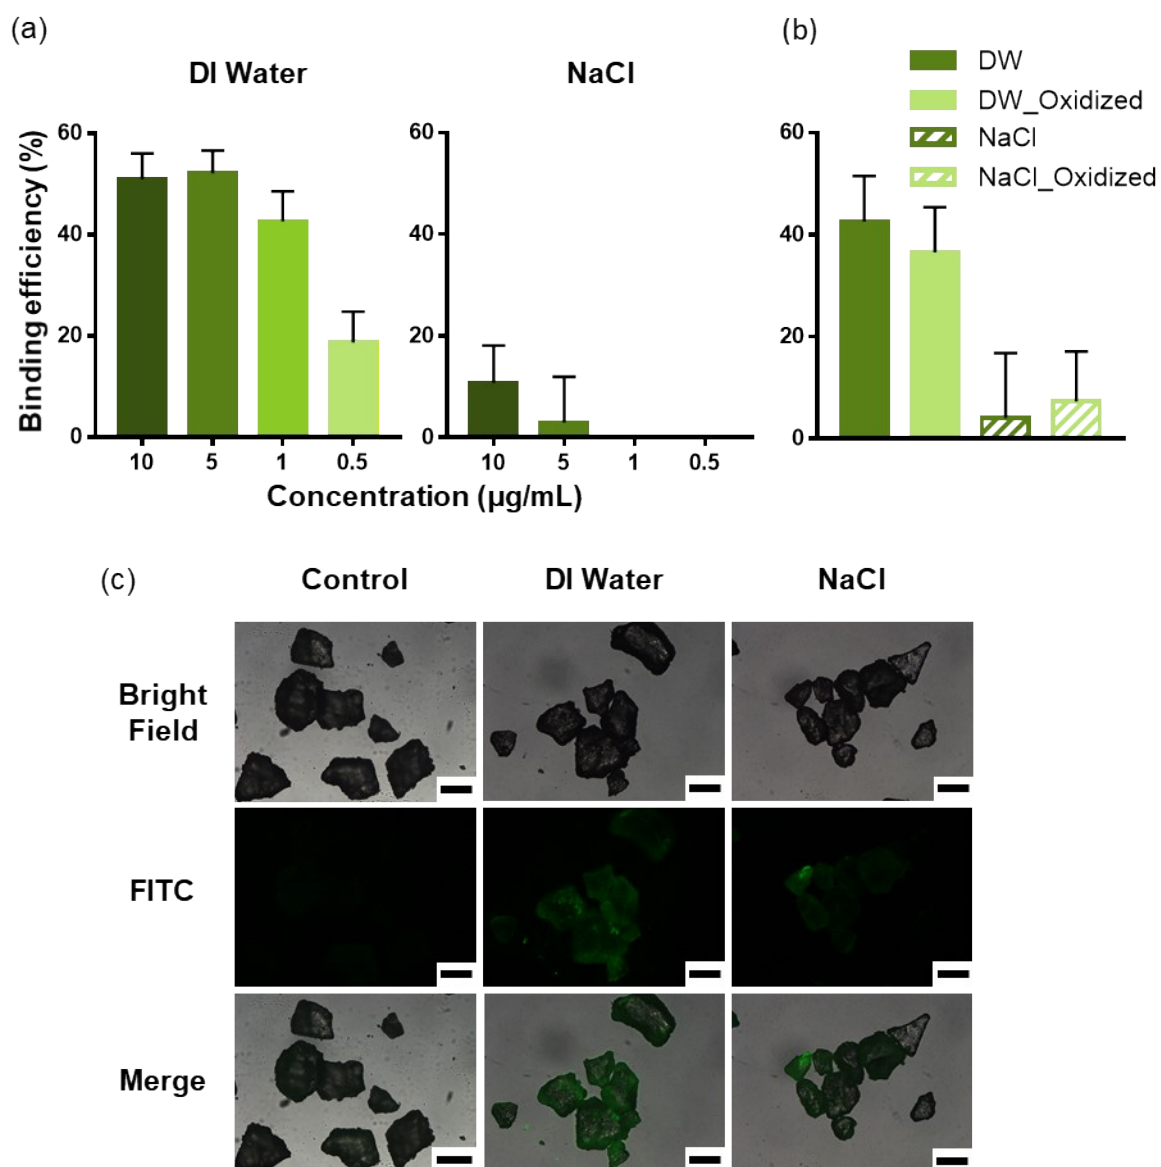 (a)
DI Water
NaCl
Binding efficiency (%)
60
40
20
0
10
5
1
0.5
60
40
20
0
10
5
1
0.5
Concentration (µg/mL)
(b)
DW
DW_Oxidized
NaCl
NaCl_Oxidized
60
40
20
0
(c)
Control
DI Water
NaCl
Bright
Field
FITC
Merge